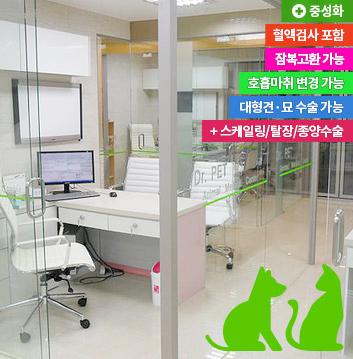 + 중성화
혈액검사 포함
잠복고환 가능
호흡마취 변경 가능
대형견·묘 수술 가능
+ 스케일링/탈장/종양수술
Dr. PET